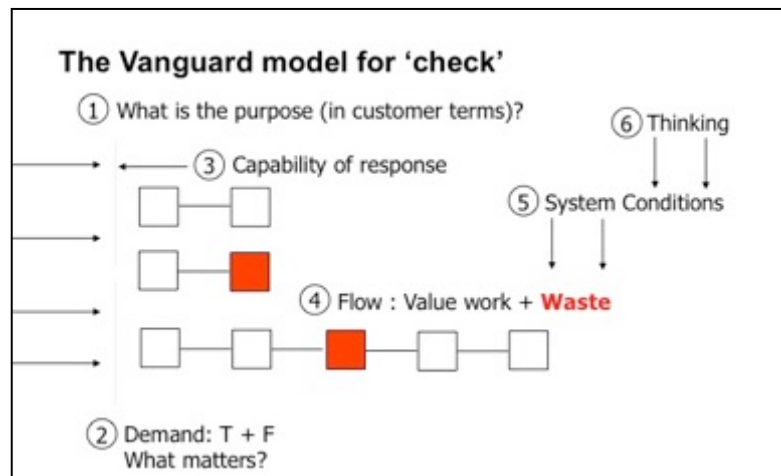 The Vanguard model for ‘check’
1 What is the purpose (in customer terms)?
6 Thinking
3 Capability of response
5 System Conditions
4 Flow : Value work + Waste
2 Demand: T + F
What matters?